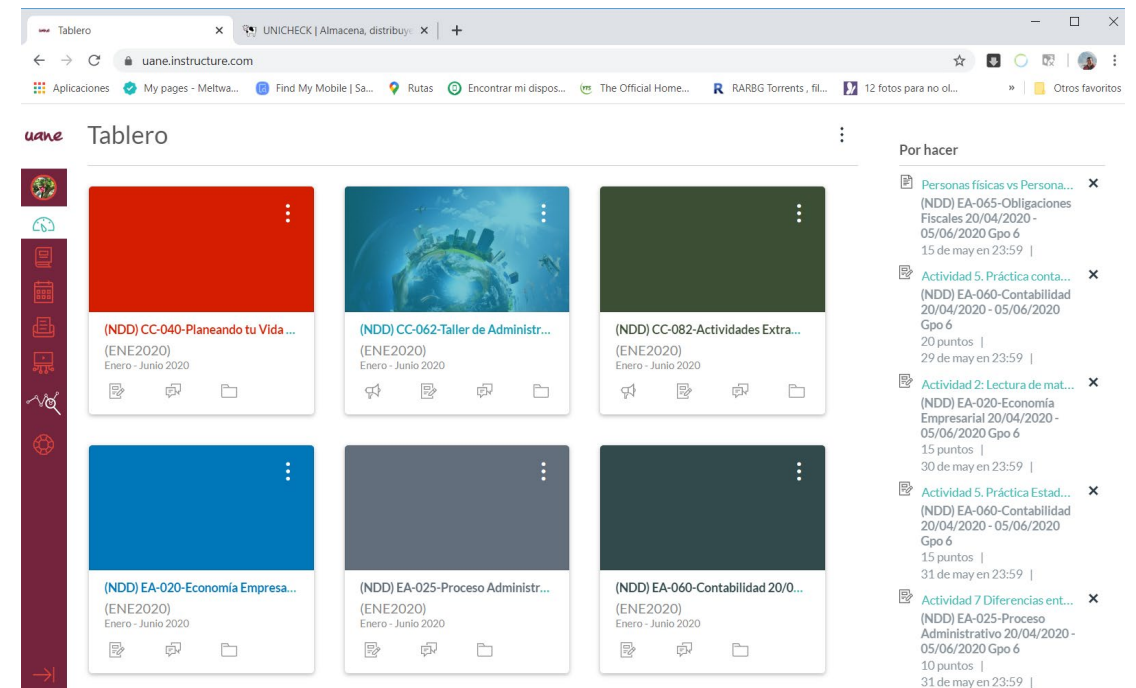 Tablero
UNICHECK | Almacena, distribuy
uane.instructure.com
Aplicaciones
My pages - Meltwa...
Find My Mobile | Sa...
Rutas
Encontrar mi dispos...
The Official Home...
RARBG Torrents , fil...
12 fotos para no ol...
»
Otros favoritos
uane
Tablero
(NDD) CC-040-Planeando tu Vida ...
(ENE2020)
Enero - Junio 2020
(NDD) CC-062-Taller de Administr...
(ENE2020)
Enero - Junio 2020
(NDD) CC-082-Actividades Extra...
(ENE2020)
Enero - Junio 2020
(NDD) EA-020-Economía Empresa...
(ENE2020)
Enero - Junio 2020
(NDD) EA-025-Proceso Administr...
(ENE2020)
Enero - Junio 2020
(NDD) EA-060-Contabilidad 20/0...
(ENE2020)
Enero - Junio 2020
Por hacer
Personas físicas vs Persona...
(NDD) EA-065-Obligaciones
Fiscales 20/04/2020 -
05/06/2020 Gpo 6
15 de may en 23:59 |
Actividad 5. Práctica conta...
(NDD) EA-060-Contabilidad
20/04/2020 - 05/06/2020
Gpo 6
20 puntos |
29 de may en 23:59 |
Actividad 2: Lectura de mat...
(NDD) EA-020-Economía
Empresarial 20/04/2020 -
05/06/2020 Gpo 6
15 puntos |
30 de may en 23:59 |
Actividad 5. Práctica Estad...
(NDD) EA-060-Contabilidad
20/04/2020 - 05/06/2020
Gpo 6
15 puntos |
31 de may en 23:59 |
Actividad 7 Diferencias ent...
(NDD) EA-025-Proceso
Administrativo 20/04/2020 -
05/06/2020 Gpo 6
10 puntos |
31 de may en 23:59 |